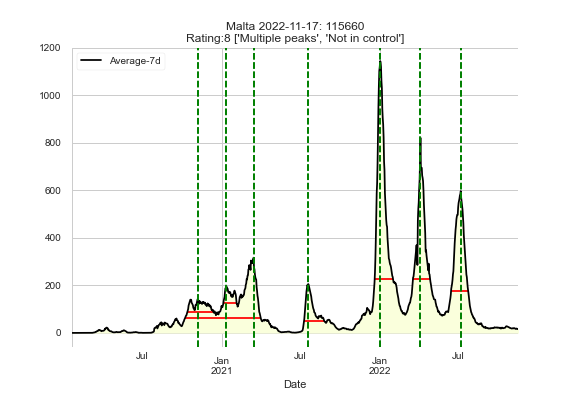 Malta 2022-11-17: 115660
Rating:8 ['Multiple peaks', 'Not in control']
Average-7d
1200
1000
800
600
400
200
0
Jul
Jan
2021
Jul
Jan
2022
Jul
Date